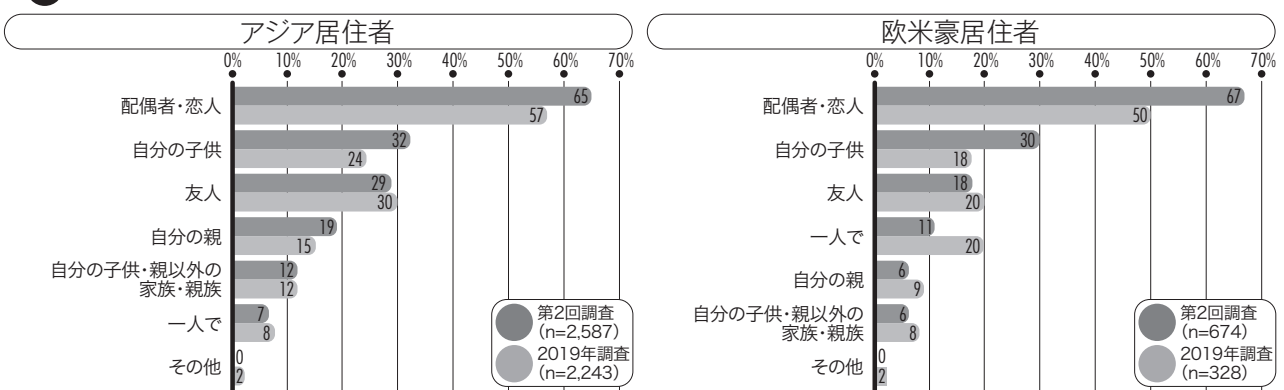 アジア居住者
0% 10% 20% 30% 40% 50% 60% 70%
配偶者・恋人 65
57
自分の子供 32
24
友人 29
30
自分の親 19
15
自分の子供・親以外の
家族・親族 12
12
一人で 7
8
その他 0
2
第2回調査
(n=2,587)
2019年調査
(n=2,243)
欧米豪居住者
0% 10% 20% 30% 40% 50% 60% 70%
配偶者・恋人 67
50
自分の子供 30
18
友人 18
20
一人で 11
20
自分の親 6
9
自分の子供・親以外の
家族・親族 6
8
その他 0
2
第2回調査
(n=674)
2019年調査
(n=328)